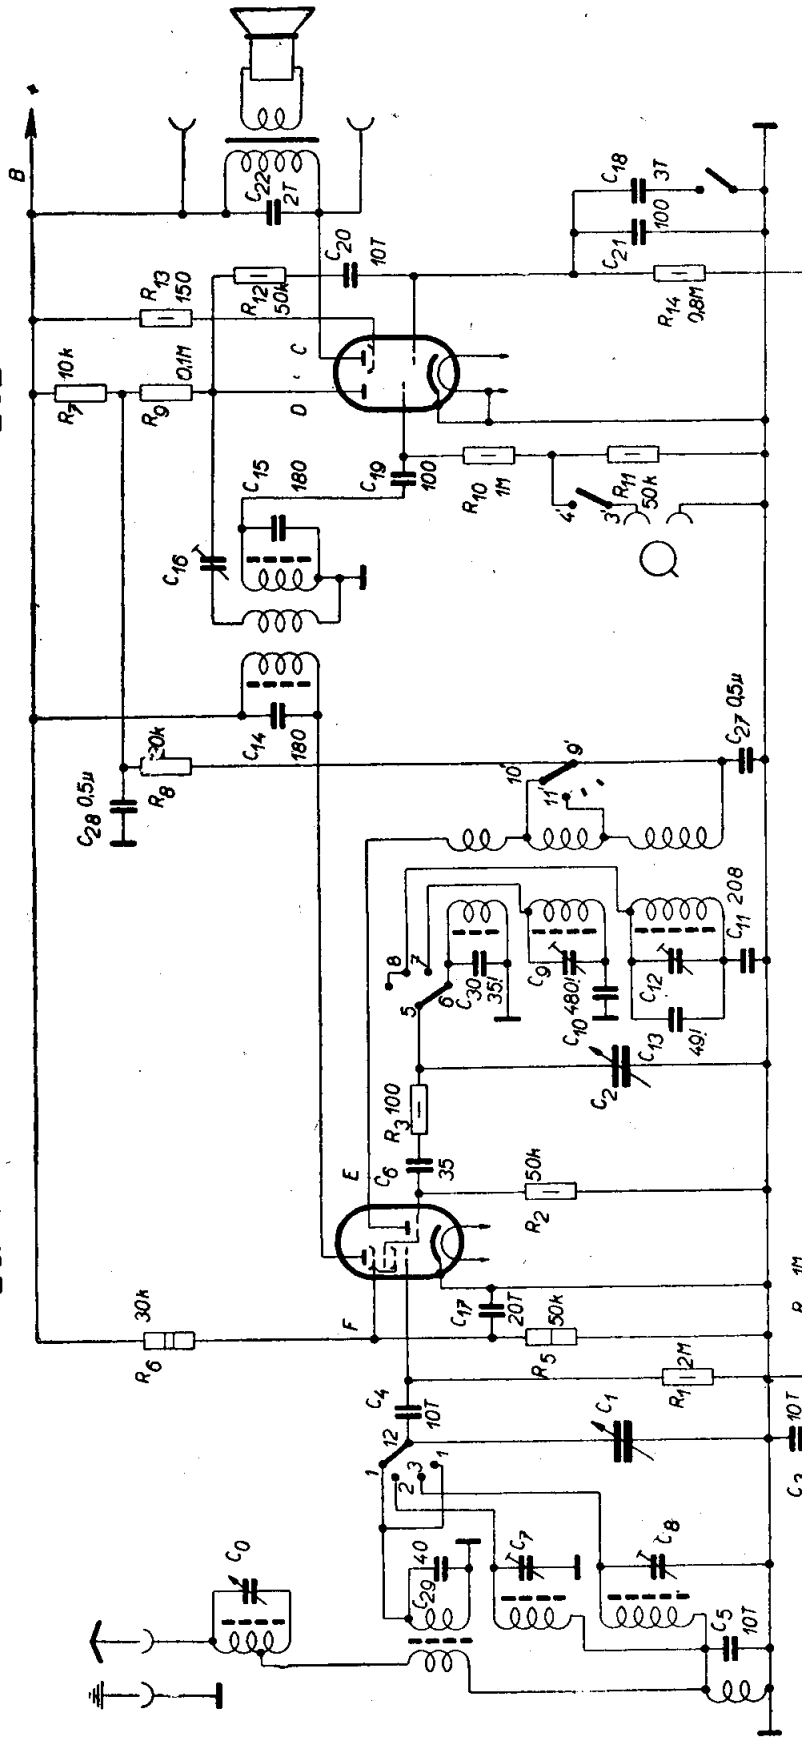 B
+
R13
150
R7
10k
R9
0,1M
R12
50k
C22
2T
C20
10T
C
D
C18
3T
C21
100
R14
0,8M
C15
180
C16
C19
100
R10
1M
R11
50k
4'
3'
C14
180
C28 0,5µ
R8
C27 0,5µ
10'
9'
11'
8
7
5
6
C30
35!
C9
C10
480!
C12
C11
208
C13
49!
C2
R3
100
C6
35
E
R2
50k
F
R6
30k
C17
20T
R5
50k
R1
2M
C4
10T
12
1
2
3
1
C1
C0
C29
40
C7
C8
C5
10T
10T
1M